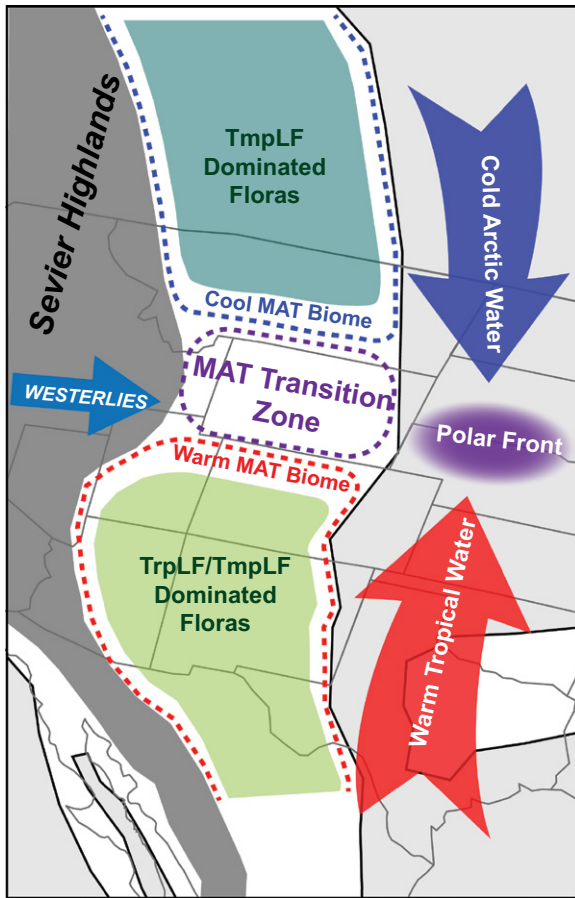 Sevier Highlands
TmpLF
Dominated
Floras
Cold Arctic Water
Cool MAT Biome
WESTERLIES
MAT Transition
Zone
Polar Front
Warm MAT Biome
TrpLF/TmpLF
Dominated
Floras
Warm Tropical Water